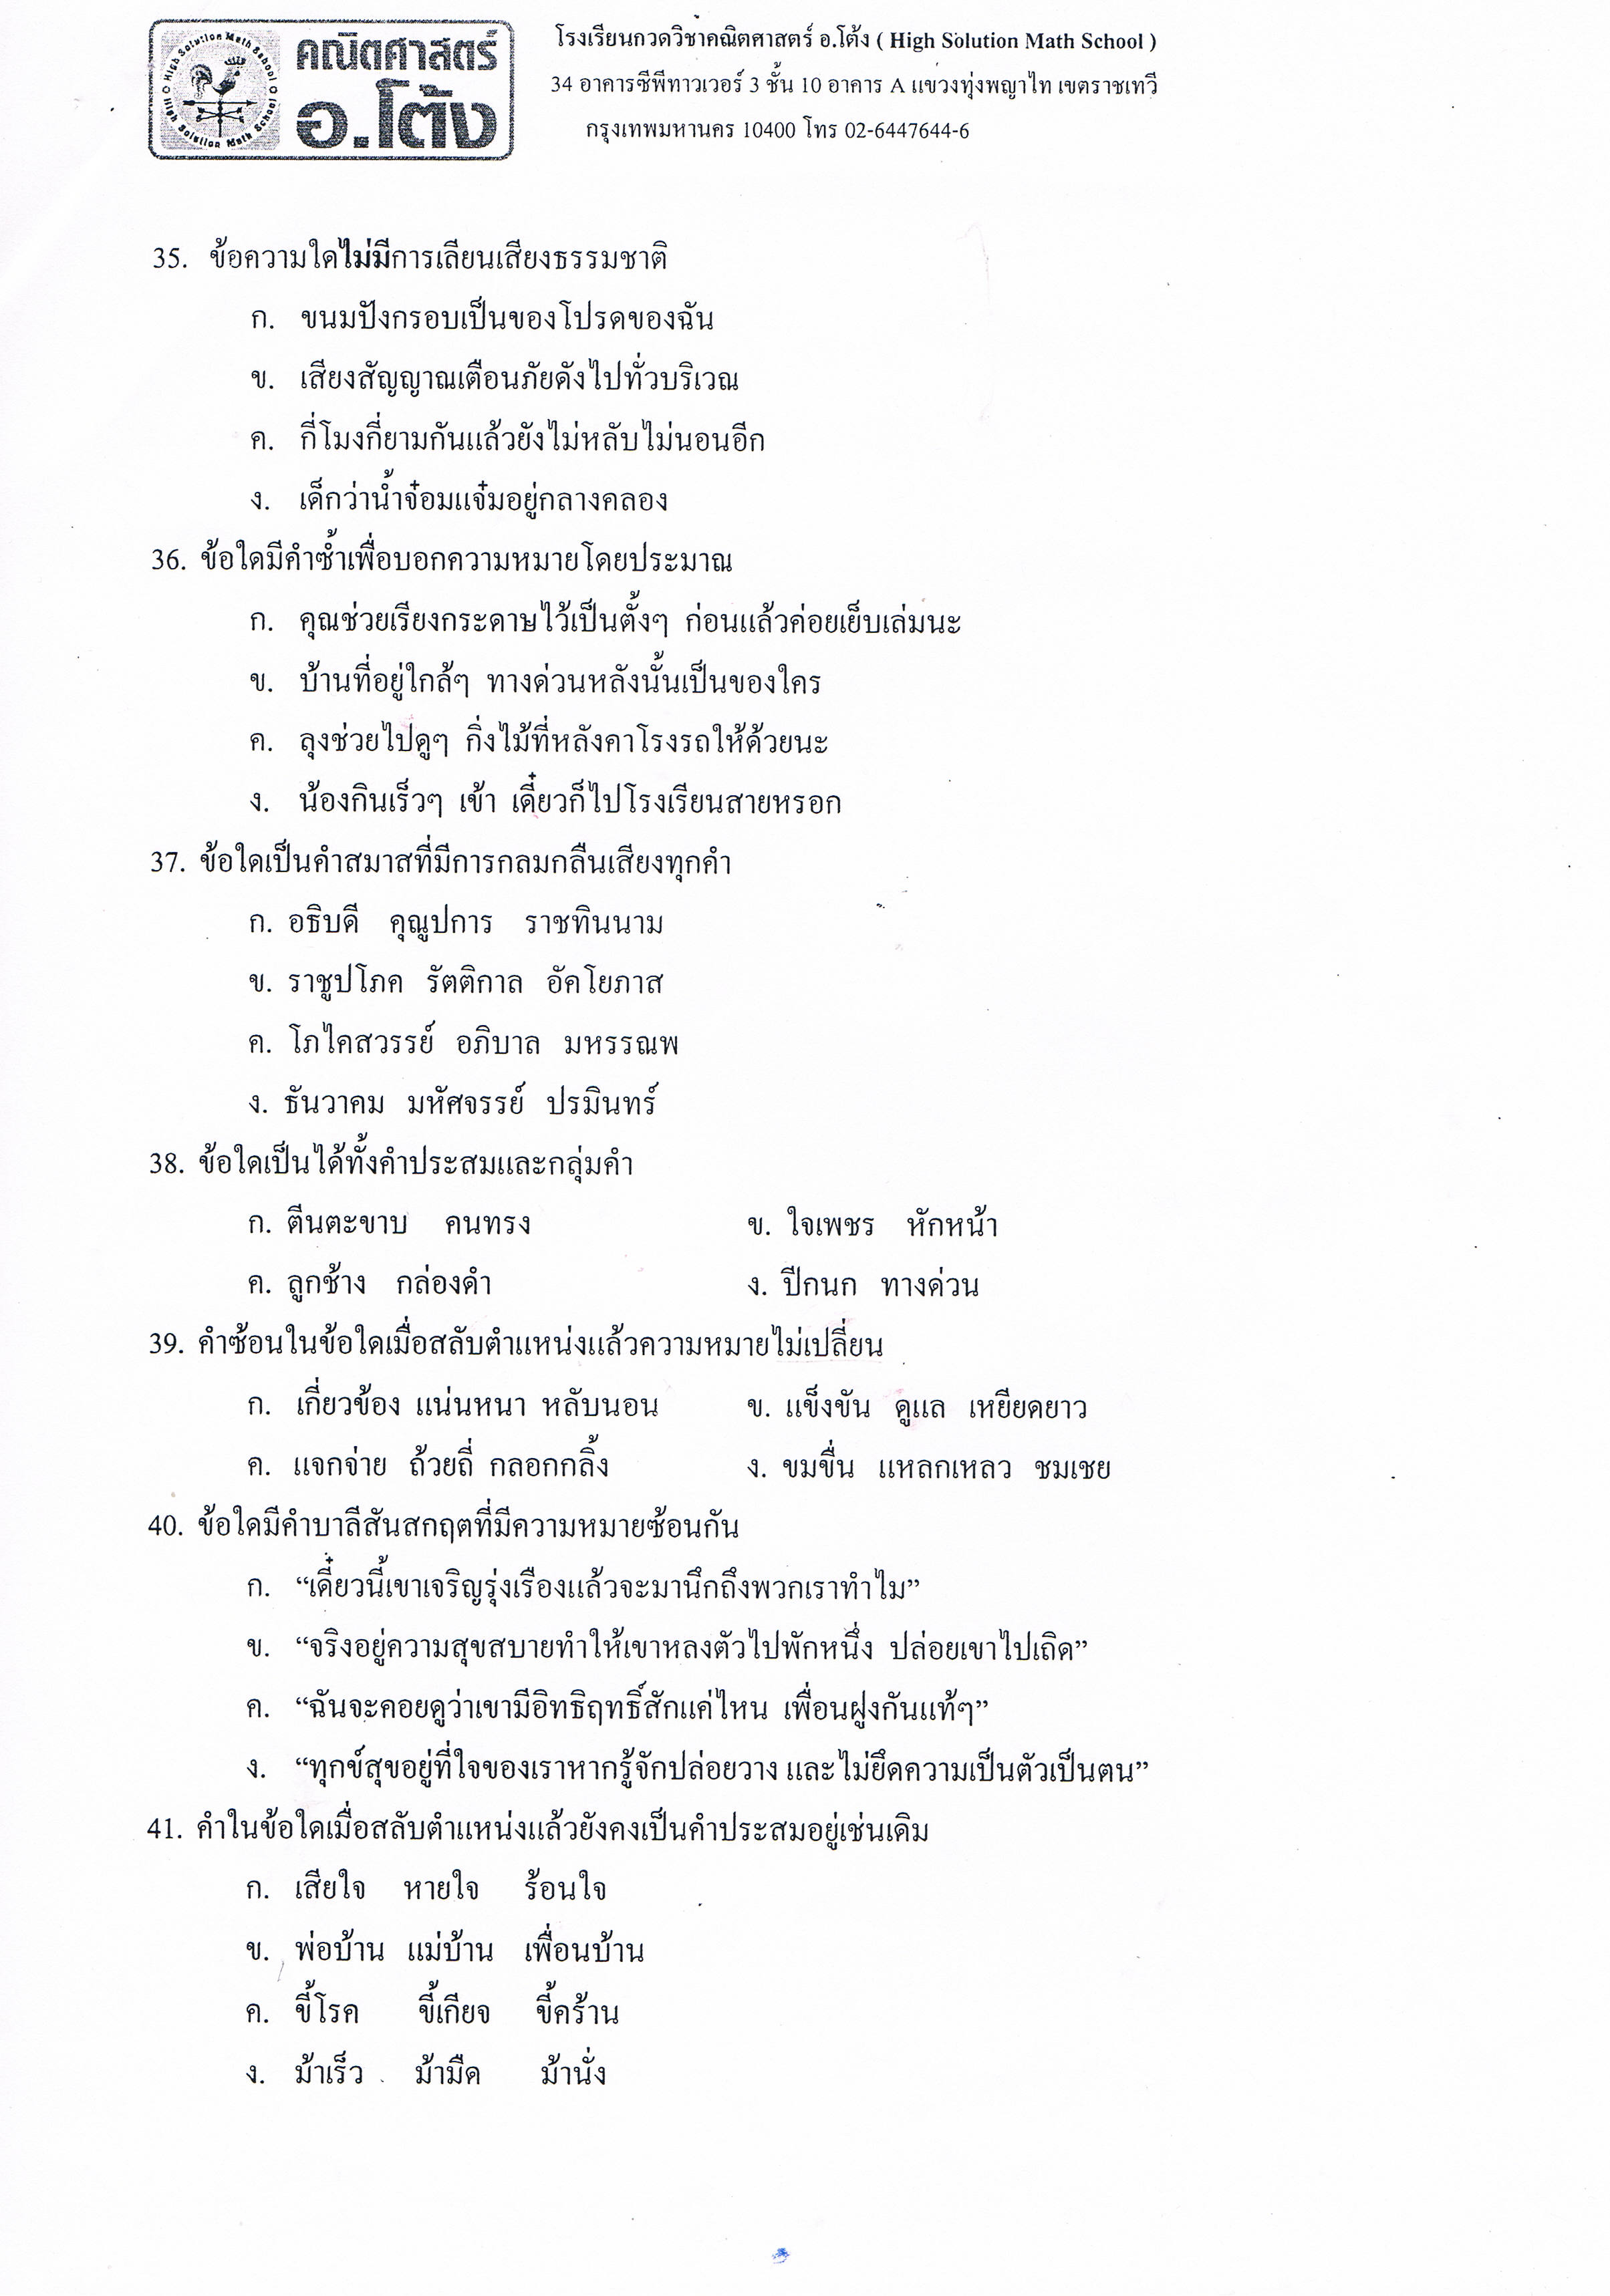 High Solution Math School High Solution Math School
คณิตศาสตร์
อ.โต้ง
โรงเรียนกวดวิชาคณิตศาสตร์ อ.โต้ง ( High Solution Math School )
34 อาคารซีพีทาวเวอร์ 3 ชั้น 10 อาคาร A แขวงทุ่งพญาไท เขตราชเทวี
กรุงเทพมหานคร 10400 โทร 02-6447644-6
35. ข้อความใดไม่มีการเลียนเสียงธรรมชาติ
ก. ขนมปังกรอบเป็นของโปรดของฉัน
ข. เสียงสัญญาณเตือนภัยดังไปทั่วบริเวณ
ค. กี่โมงกี่ยามกันแล้วยังไม่หลับไม่นอนอีก
ง. เด็กว่าน้ำจ๋อมแจ๋มอยู่กลางคลอง
36. ข้อใดมีคำซ้ำเพื่อบอกความหมายโดยประมาณ
ก. คุณช่วยเรียงกระดาษไว้เป็นตั้งๆ ก่อนแล้วค่อยเย็บเล่มนะ
ข. บ้านที่อยู่ใกล้ๆ ทางด่วนหลังนั้นเป็นของใคร
ค. ลุงช่วยไปดูๆ กิ่งไม้ที่หลังคาโรงรถให้ด้วยนะ
ง. น้องกินเร็วๆ เข้า เดี๋ยวก็ไปโรงเรียนสายหรอก
37. ข้อใดเป็นคำสมาสที่มีการกลมกลืนเสียงทุกคำ
ก. อธิบดี คุณูปการ ราชทินนาม
ข. ราชูปโภค รัตติกาล อัคโยภาส
ค. โภไคสวรรย์ อภิบาล มหรรณพ
ง. ธันวาคม มหัศจรรย์ ปรมินทร์
38. ข้อใดเป็นได้ทั้งคำประสมและกลุ่มคำ
ก. ตีนตะขาบ คนทรง ข. ใจเพชร หักหน้า
ค. ลูกช้าง กล่องดำ ง. ปีกนก ทางด่วน
39. คำซ้อนในข้อใดเมื่อสลับตำแหน่งแล้วความหมายไม่เปลี่ยน
ก. เกี่ยวข้อง แน่นหนา หลับนอน ข. แข็งขัน ดูแล เหยียดยาว
ค. แจกจ่าย ถ้วยถี่ กลอกกลิ้ง ง. ขมขื่น แหลกเหลว ชมเชย
40. ข้อใดมีคำบาลีสันสกฤตที่มีความหมายซ้อนกัน
ก. “เดี๋ยวนี้เขาเจริญรุ่งเรืองแล้วจะมานึกถึงพวกเราทำไม”
ข. “จริงอยู่ความสุขสบายทำให้เขาหลงตัวไปพักหนึ่ง ปล่อยเขาไปเถิด”
ค. “ฉันจะคอยดูว่าเขามีอิทธิฤทธิ์สักแค่ไหน เพื่อนฝูงกันแท้ๆ”
ง. “ทุกข์สุขอยู่ที่ใจของเราหากรู้จักปล่อยวาง และไม่ยึดความเป็นตัวเป็นตน”
41. คำในข้อใดเมื่อสลับตำแหน่งแล้วยังคงเป็นคำประสมอยู่เช่นเดิม
ก. เสียใจ หายใจ ร้อนใจ
ข. พ่อบ้าน แม่บ้าน เพื่อนบ้าน
ค. ขี้โรค ขี้เกียจ ขี้คร้าน
ง. ม้าเร็ว ม้ามืด ม้านั่ง